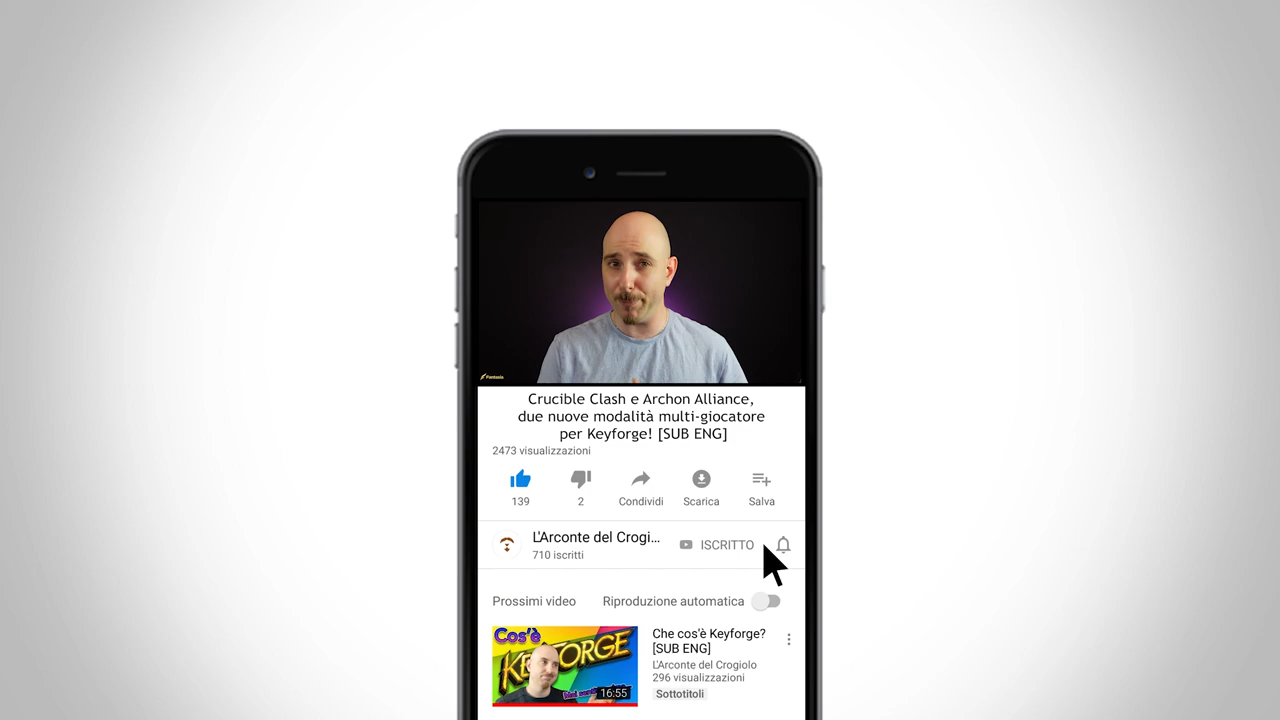 Fantasia
Crucible Clash e Archon Alliance,
due nuove modalità multi-giocatore
per Keyforge! [SUB ENG]
2473 visualizzazioni
139
2
Condividi
Scarica
Salva
L'Arconte del Crogi...
ISCRITTO
710 iscritti
Prossimi video
Riproduzione automatica
Cos'è
KEYFORGE
16:55
Che cos'è Keyforge?
[SUB ENG]
L'Arconte del Crogiolo
296 visualizzazioni
Sottotitoli